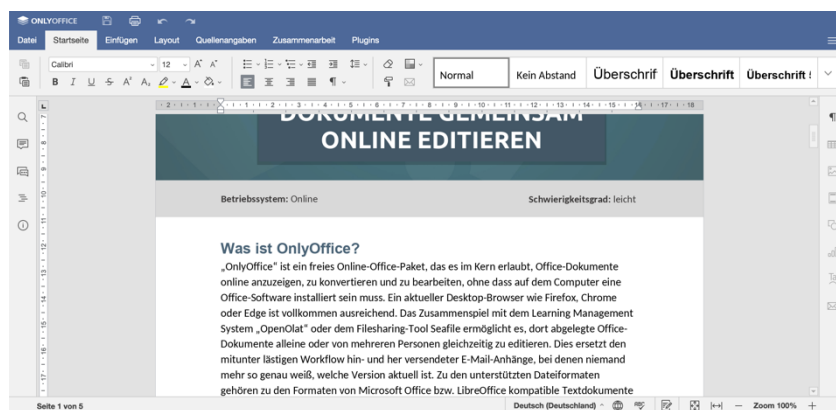 ONLYOFFICE
Datei Startseite Einfügen Layout Quellenangaben Zusammenarbeit Plugins
Calibri 12
Normal Kein Abstand Überschrif Überschrift Überschrift
DOKUMENTE GEMEINSAM
ONLINE EDITIEREN
Betriebssystem: Online Schwierigkeitsgrad: leicht
Was ist OnlyOffice?
„OnlyOffice“ ist ein freies Online-Office-Paket, das es im Kern erlaubt, Office-Dokumente
online anzuzeigen, zu konvertieren und zu bearbeiten, ohne dass auf dem Computer eine
Office-Software installiert sein muss. Ein aktueller Desktop-Browser wie Firefox, Chrome
oder Edge ist vollkommen ausreichend. Das Zusammenspiel mit dem Learning Management
System „OpenOlat“ oder dem Filesharing-Tool Seafile ermöglicht es, dort abgelegte Office-
Dokumente alleine oder von mehreren Personen gleichzeitig zu editieren. Dies ersetzt den
mitunter lästigen Workflow hin- und her versendeter E-Mail-Anhänge, bei denen niemand
mehr so genau weiß, welche Version aktuell ist. Zu den unterstützten Dateiformaten
gehören zu den Formaten von Microsoft Office bzw. LibreOffice kompatible Textdokumente
Seite 1 von 5 Deutsch (Deutschland) Zoom 100%